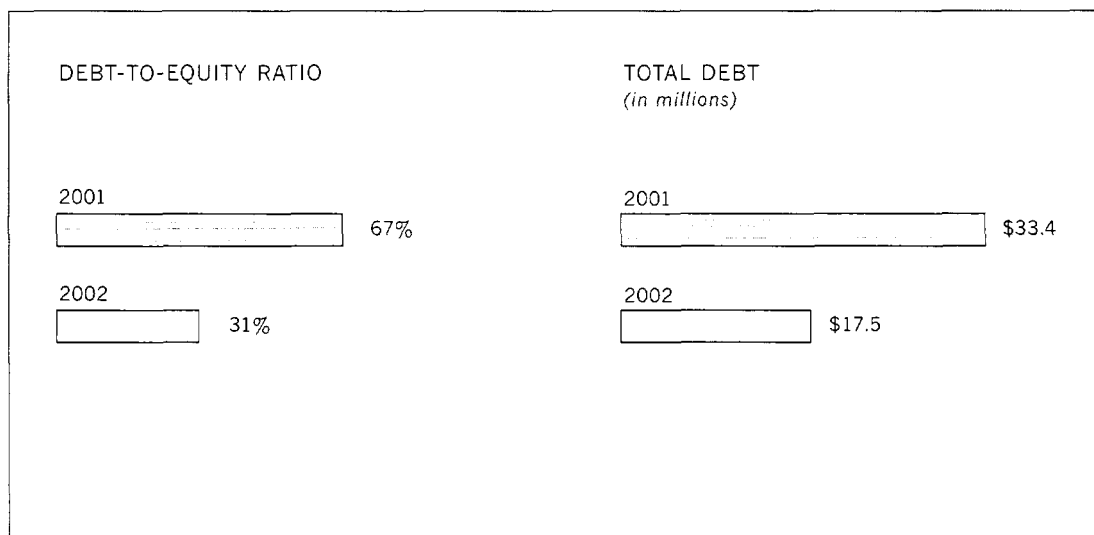 DEBT-TO-EQUITY RATIO
2001
67%
2002
31%
TOTAL DEBT
(in millions)
2001
$33.4
2002
$17.5